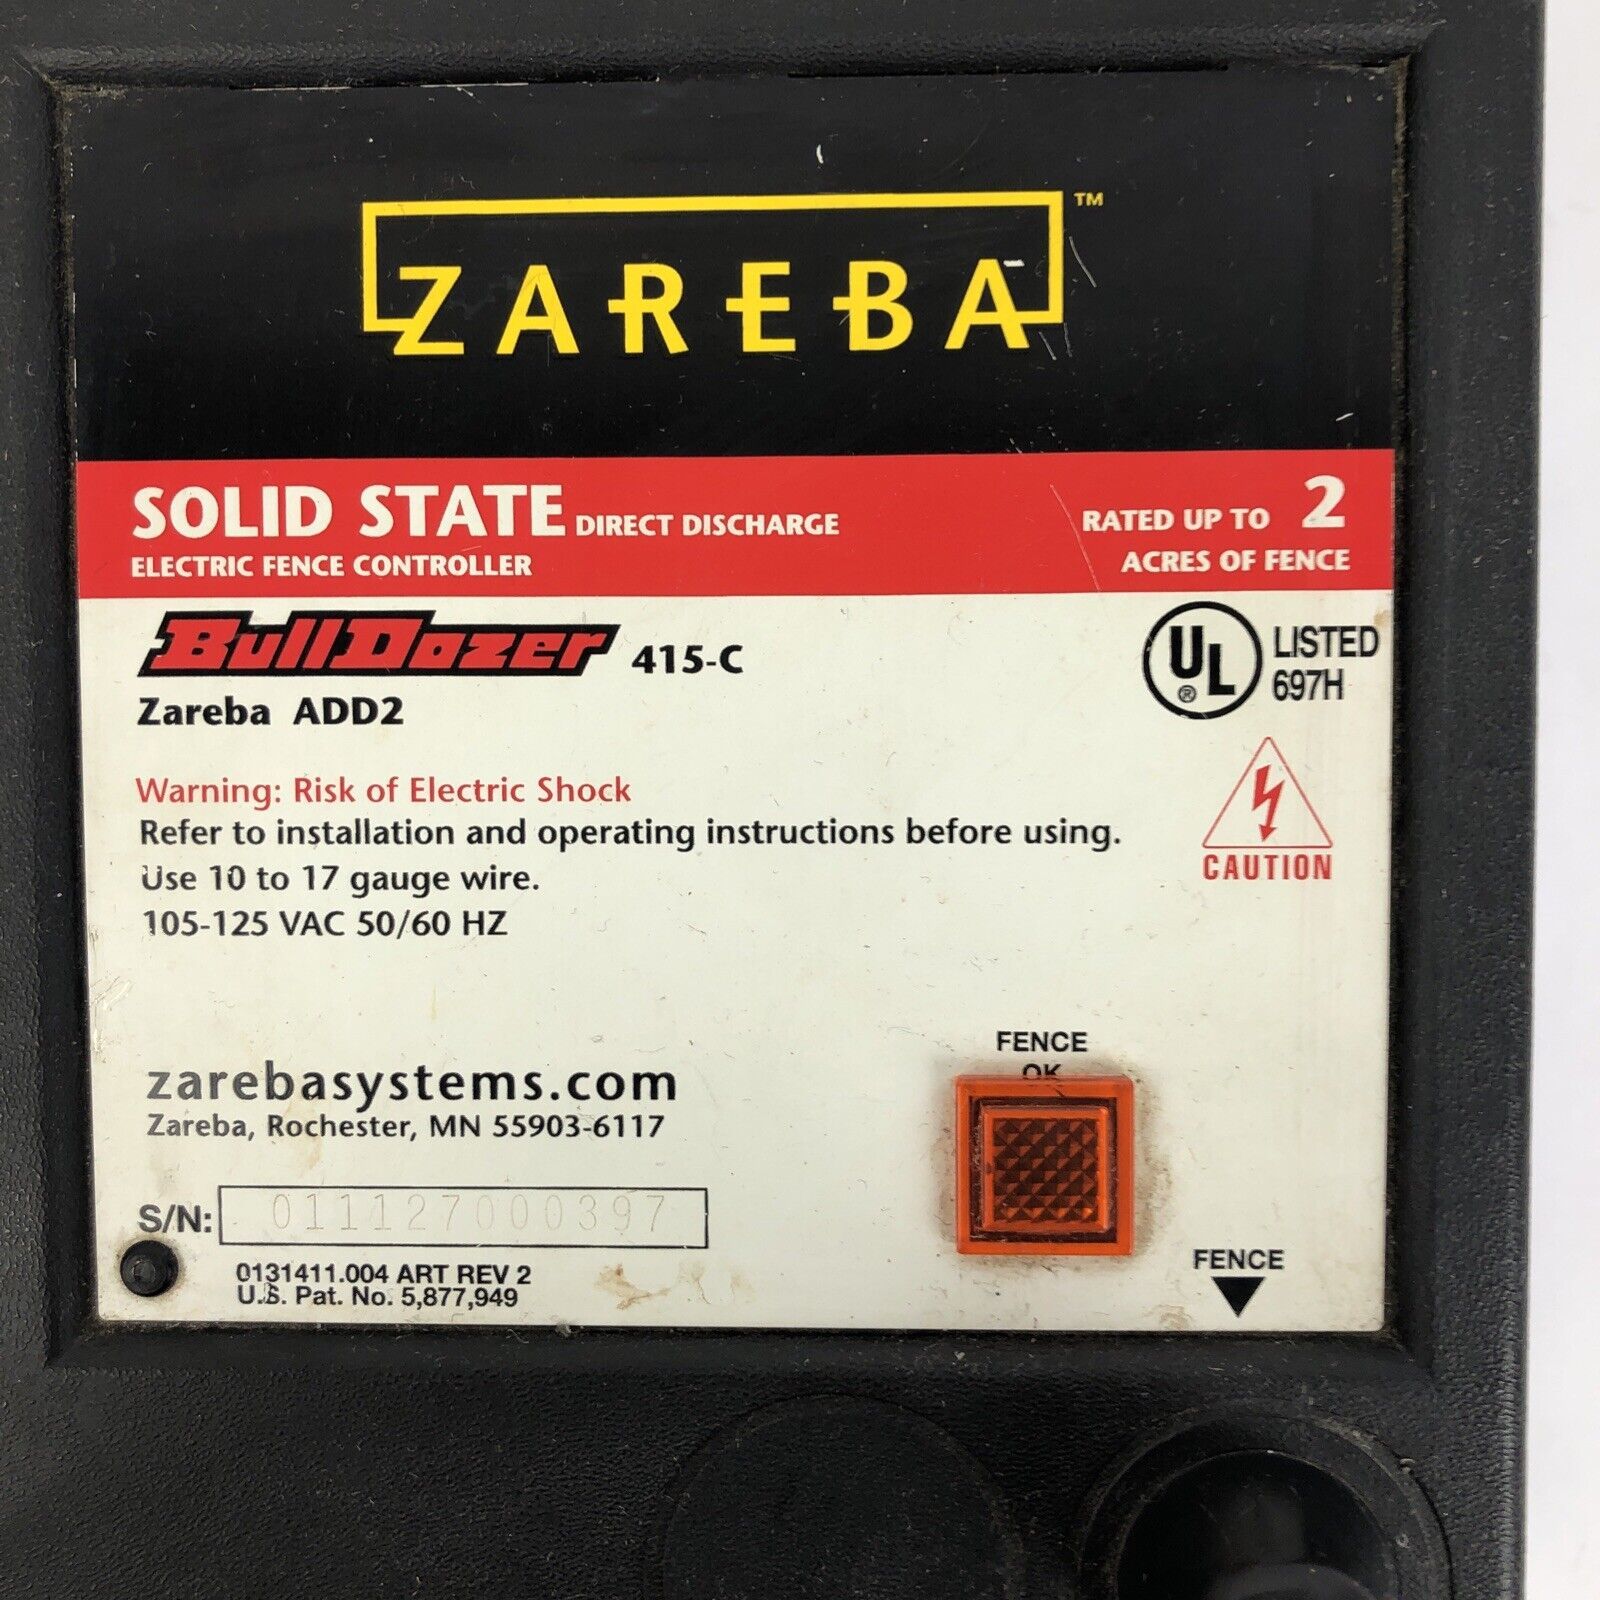 ZAREBA™
SOLID STATE DIRECT DISCHARGE
ELECTRIC FENCE CONTROLLER
RATED UP TO 2
ACRES OF FENCE
BullDozer 415-C
Zareba ADD2
UL® LISTED
697H
Warning: Risk of Electric Shock
Refer to installation and operating instructions before using.
Use 10 to 17 gauge wire.
105-125 VAC 50/60 HZ
CAUTION
FENCE
OK
zarebasystems.com
Zareba, Rochester, MN 55903-6117
S/N: 011127000397
0131411.004 ART REV 2
U.S. Pat. No. 5,877,949
FENCE